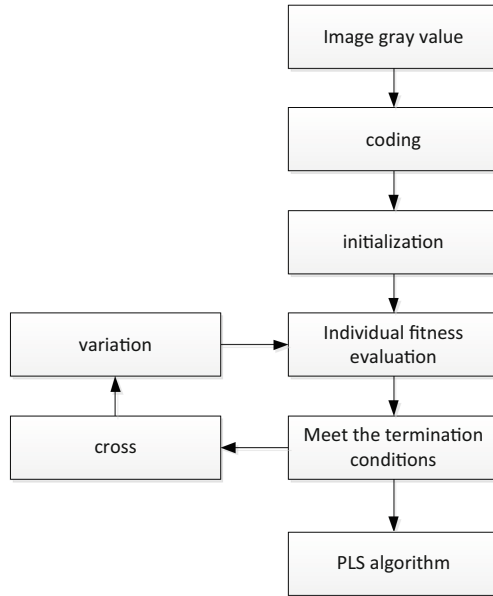 Image gray value
coding
initialization
variation
Individual fitness
evaluation
cross
Meet the termination
conditions
PLS algorithm